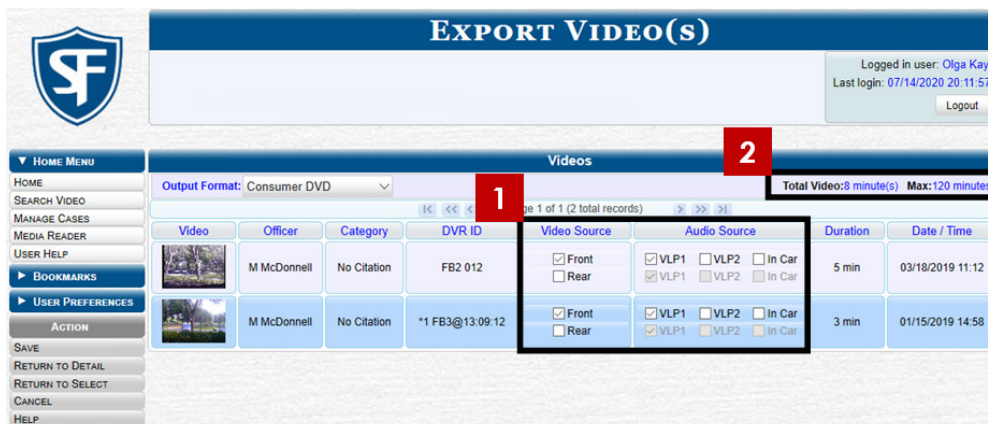 EXPORT VIDEO(S)
SF
Logged in user: Olga Kay
Last login: 07/14/2020 20:11:57
Logout
▼ HOME MENU
HOME
SEARCH VIDEO
MANAGE CASES
MEDIA READER
USER HELP
► BOOKMARKS
► USER PREFERENCES
ACTION
SAVE
RETURN TO DETAIL
RETURN TO SELECT
CANCEL
HELP
Videos
2
Output Format: Consumer DVD
1
Total Video:8 minute(s) Max:120 minutes
ge 1 of 1 (2 total records)
Video Officer Category DVR ID Video Source Audio Source Duration Date / Time
M McDonnell No Citation FB2 012 Front VLP1 VLP2 In Car 5 min 03/18/2019 11:12
Rear VLP1 VLP2 In Car
M McDonnell No Citation *1 FB3@13:09:12 Front VLP1 VLP2 In Car 3 min 01/15/2019 14:58
Rear VLP1 VLP2 In Car